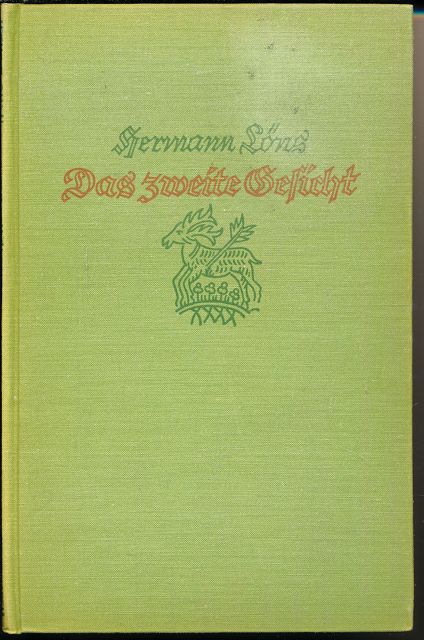 Hermann Löns
Das zweite Gesicht